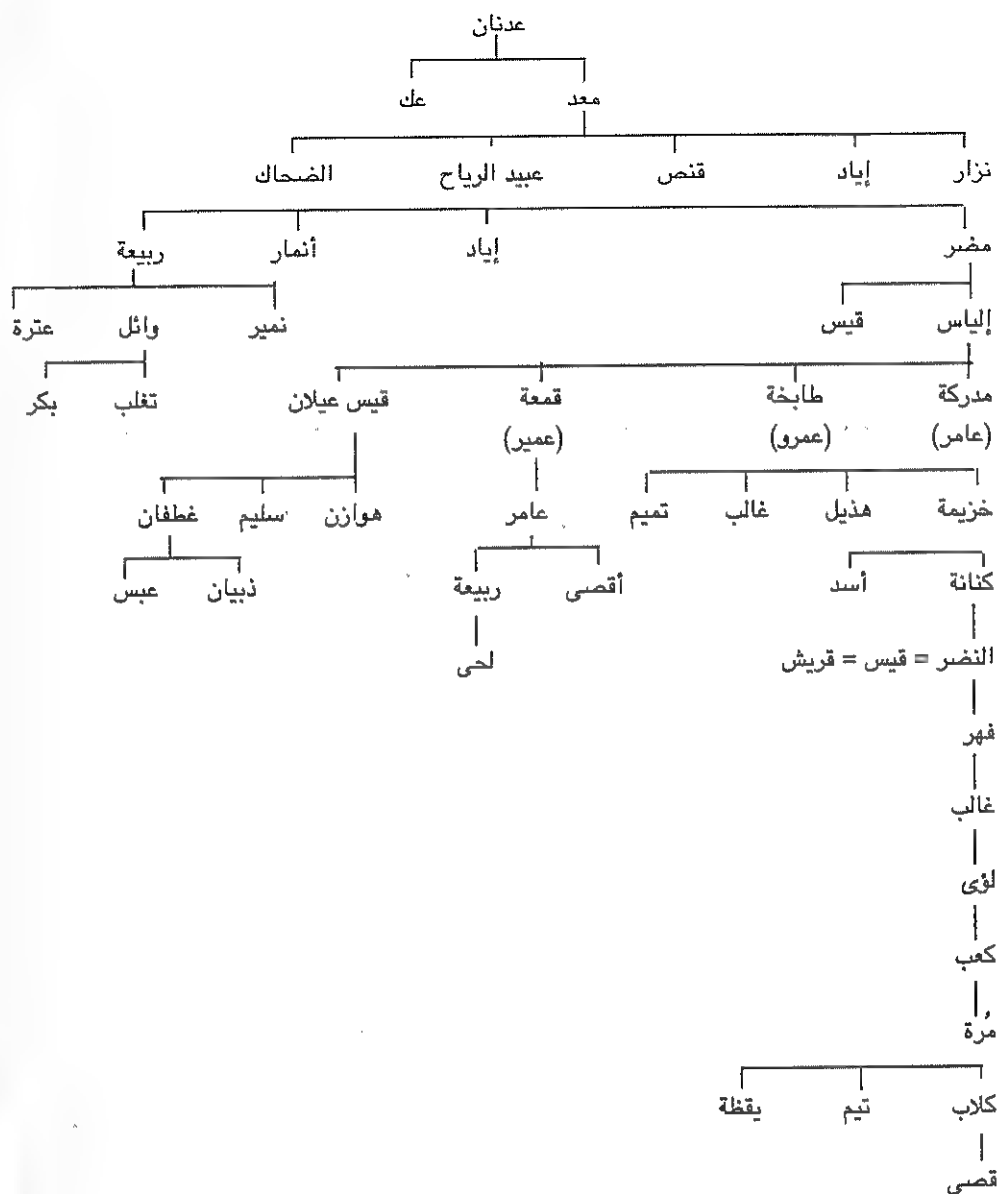 عدنان
معد عك
نزار إياد قنص عبيد الرياح الضحاك
مضر إياد أنمار ربيعة
إلياس قيس نمير وائل عترة
مدركة طابخة قمعة قيس عيلان تغلب بكر
(عامر) (عمرو) (عمير)
خزيمة هذيل غالب تميم عامر هوازن سليم غطفان
كنانة أسد أقصى ربيعة ذبيان عبس
النضر = قيس = قريش لحى
فهر
غالب
لؤى
كعب
مُرة
كلاب تيم يقظة
قصى